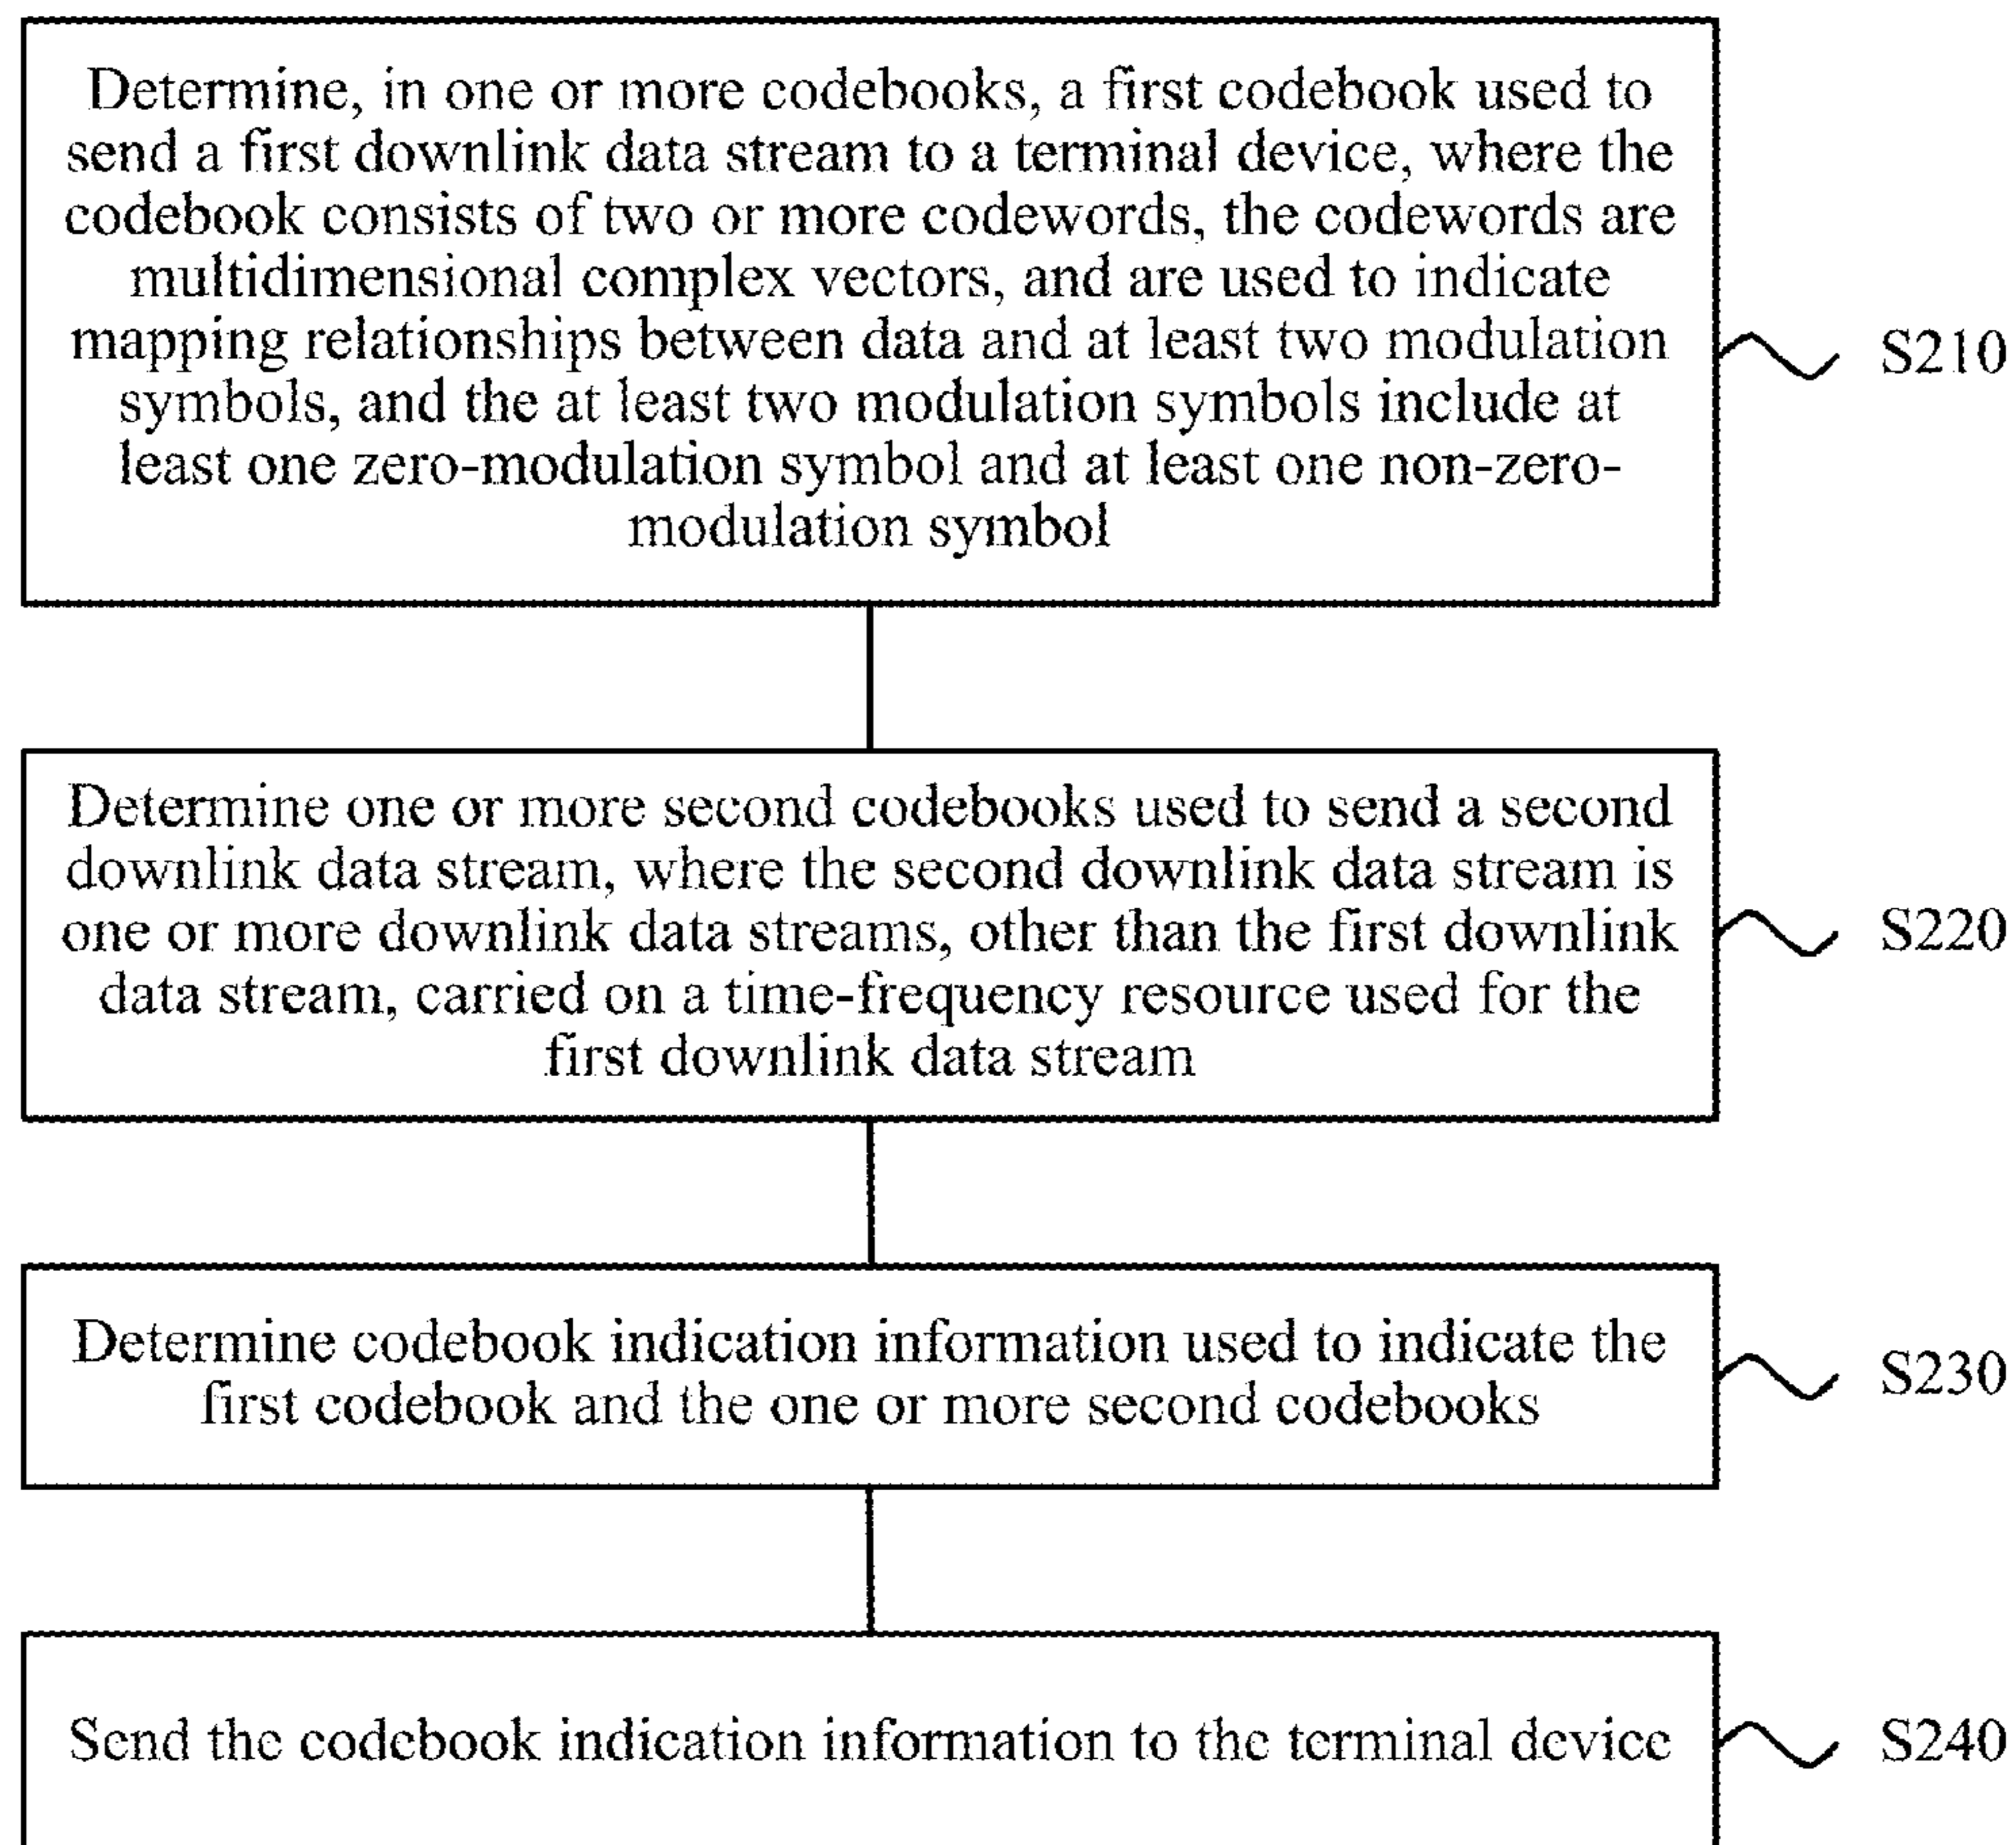 Determine, in one or more codebooks, a first codebook used to
send a first downlink data stream to a terminal device, where the
codebook consists of two or more codewords, the codewords are
multidimensional complex vectors, and are used to indicate
mapping relationships between data and at least two modulation
symbols, and the at least two modulation symbols include at
least one zero-modulation symbol and at least one non-zero-
modulation symbol
S210
Determine one or more second codebooks used to send a second
downlink data stream, where the second downlink data stream is
one or more downlink data streams, other than the first downlink
data stream, carried on a time-frequency resource used for the
first downlink data stream
S220
Determine codebook indication information used to indicate the
first codebook and the one or more second codebooks
S230
Send the codebook indication information to the terminal device
S240